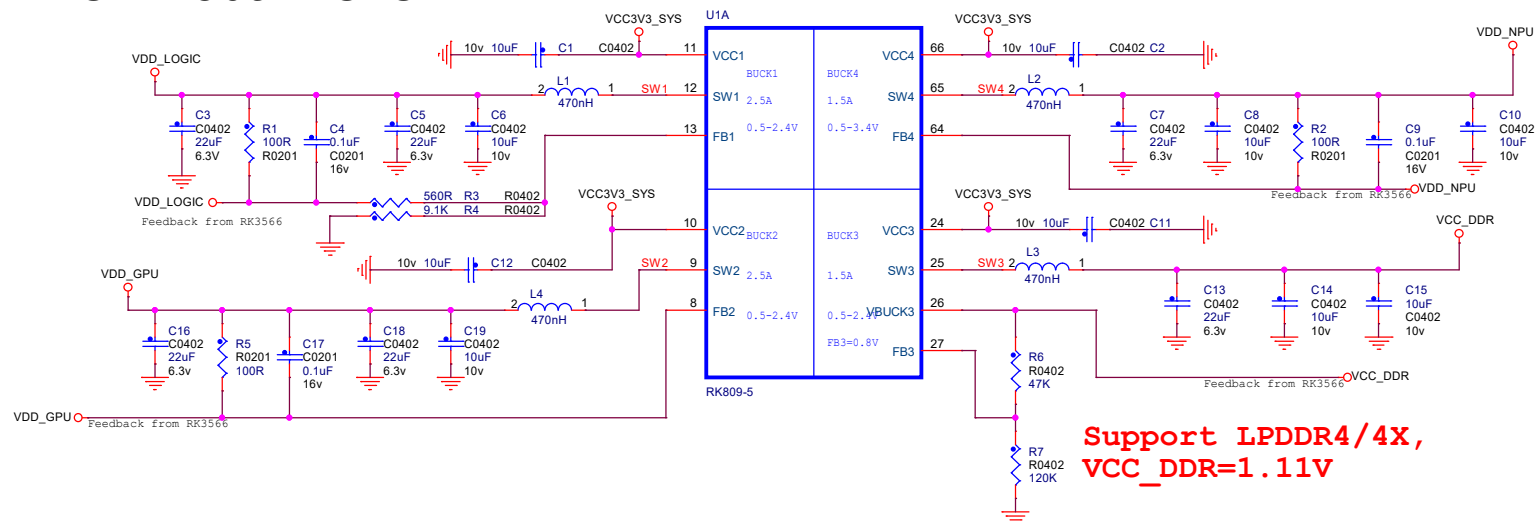 U1A
VCC3V3_SYS
VCC3V3_SYS
VDD_NPU
10v 10uF C1 C0402 11 VCC1
VCC4 66 10v 10uF C0402 C2
VDD_LOGIC
BUCK1
BUCK4
2 L1 1 SW1 12 SW1 2.5A
470nH
1.5A SW4 65 SW4 2 L2 1
470nH
0.5-2.4V
0.5-3.4V
13 FB1
FB4 64
C3
C0402
22uF
6.3V
R1
100R
R0201
C4
0.1uF
C0201
16v
C5
C0402
22uF
6.3v
C6
C0402
10uF
10v
C7
C0402
22uF
6.3v
C8
C0402
10uF
10v
R2
100R
R0201
C9
0.1uF
C0201
16V
C10
C0402
10uF
10v
VDD_LOGIC
Feedback from RK3566
560R R3 R0402
9.1K R4 R0402
Feedback from RK3566
VDD_NPU
VCC3V3_SYS
VCC3V3_SYS
VCC_DDR
10 VCC2 BUCK2
BUCK3 VCC3 24 10v 10uF C0402 C11
10v 10uF C12 C0402
SW2 9 SW2 2.5A
1.5A SW3 25 SW3 2 L3 1
470nH
VDD_GPU
2 L4 1
470nH
8 FB2 0.5-2.4V
0.5-2.4V VBUCK3 26
FB3=0.8V FB3 27
C13
C0402
22uF
6.3v
C14
C0402
10uF
10v
C15
10uF
C0402
10v
C16
C0402
22uF
6.3v
R5
R0201
100R
C17
C0201
0.1uF
16v
C18
C0402
22uF
6.3v
C19
C0402
10uF
10v
R6
R0402
47K
Feedback from RK3566
VCC_DDR
RK809-5
VDD_GPU
Feedback from RK3566
R7
R0402
120K
Support LPDDR4/4X,
VCC_DDR=1.11V